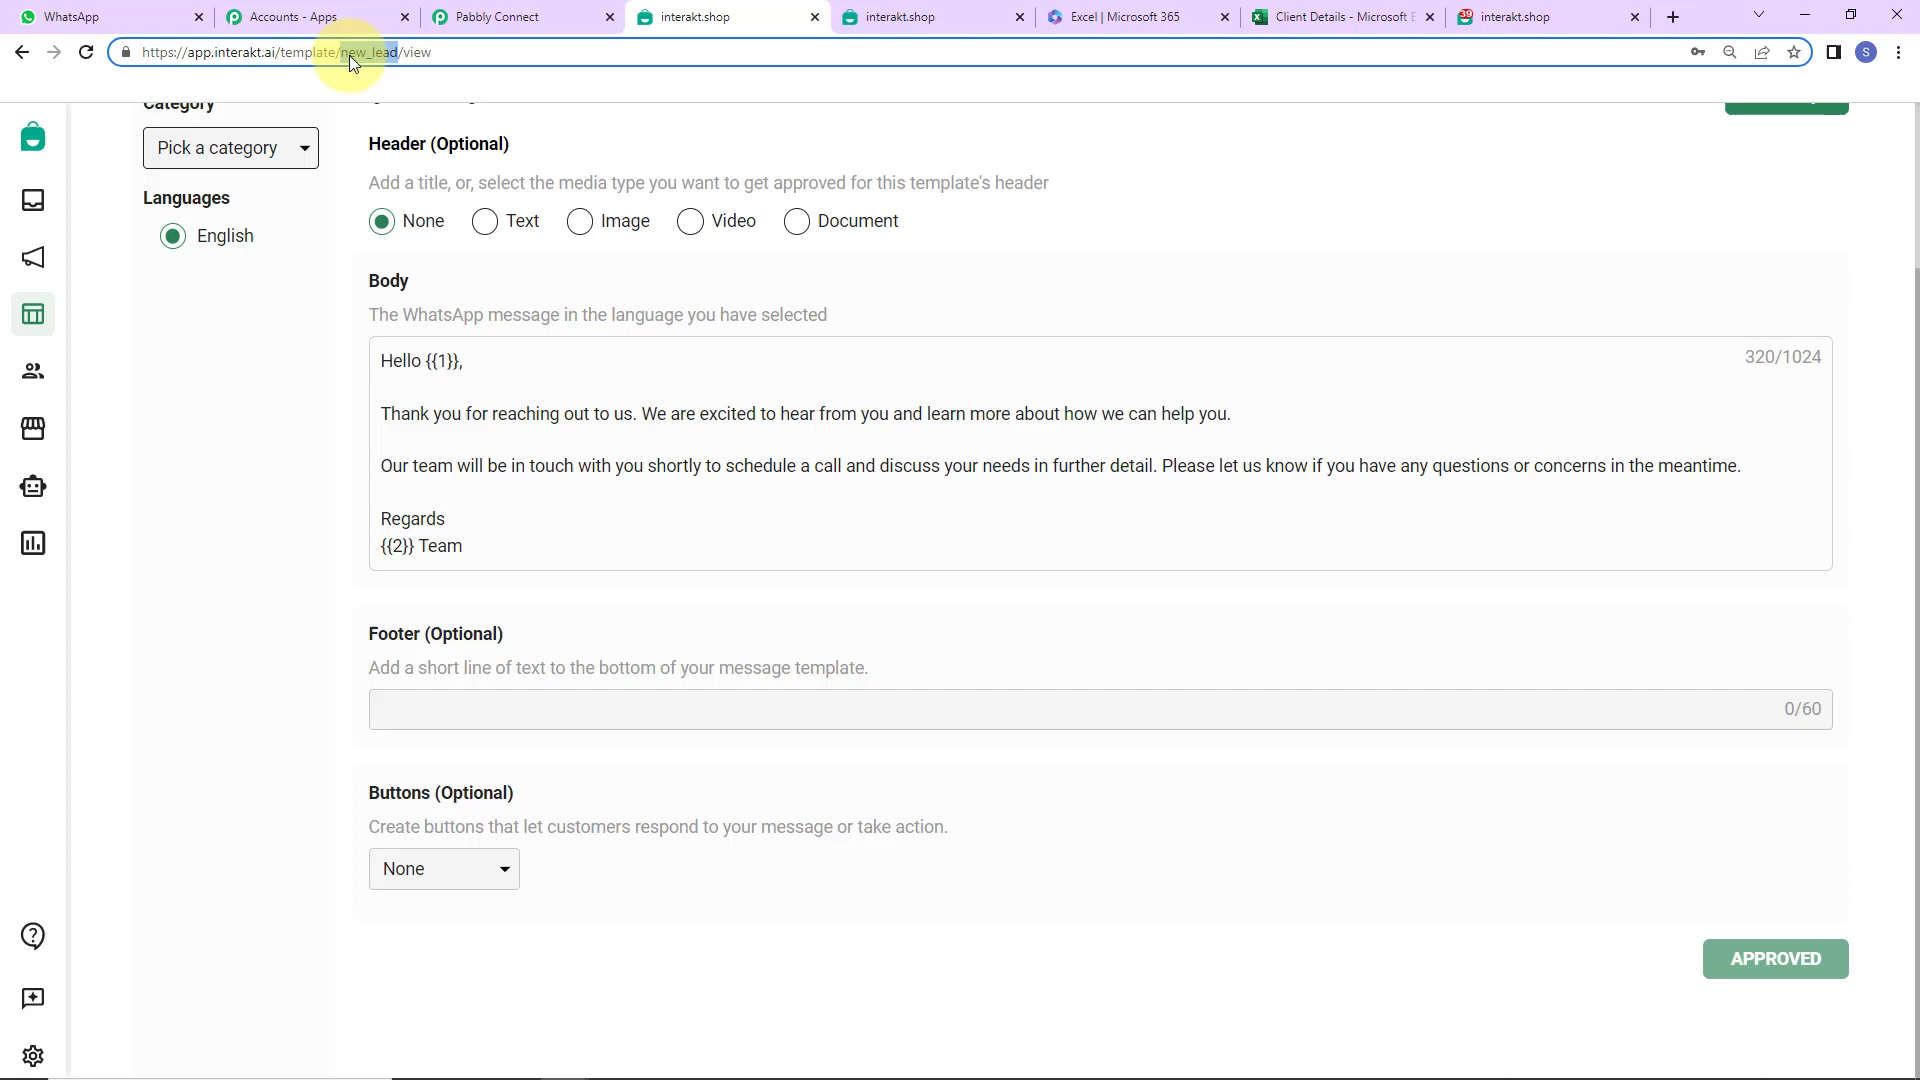 WhatsApp
Accounts - Apps
Pabbly Connect
interakt.shop
interakt.shop
Excel | Microsoft 365
Client Details - Microsoft E
39
interakt.shop
https://app.interakt.ai/template/new_lead/view
S
Category
Pick a category
Languages
English
Header (Optional)
Add a title, or, select the media type you want to get approved for this template's header
None
Text
Image
Video
Document
Body
The WhatsApp message in the language you have selected
320/1024
Hello {{1}},
Thank you for reaching out to us. We are excited to hear from you and learn more about how we can help you.
Our team will be in touch with you shortly to schedule a call and discuss your needs in further detail. Please let us know if you have any questions or concerns in the meantime.
Regards
{{2}} Team
Footer (Optional)
Add a short line of text to the bottom of your message template.
0/60
Buttons (Optional)
Create buttons that let customers respond to your message or take action.
None
APPROVED